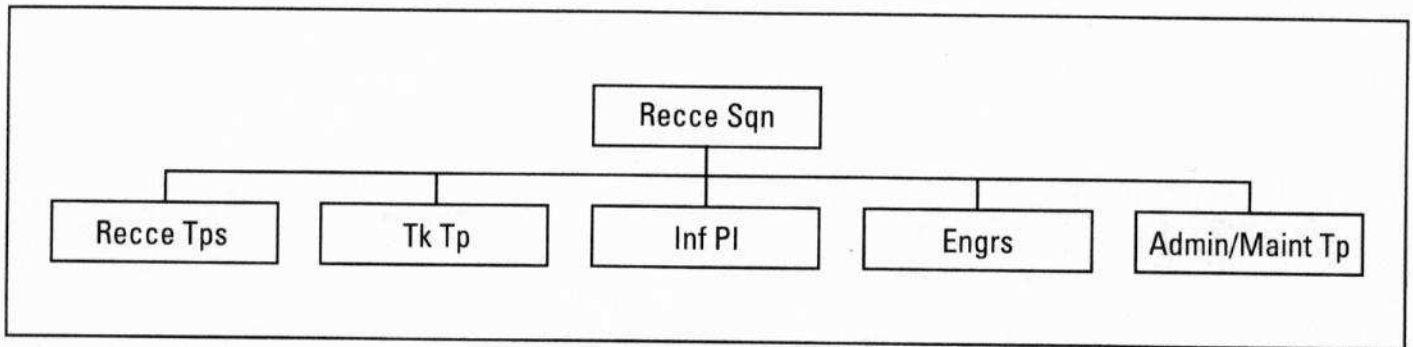 Recce Sqn
Recce Tps
Tk Tp
Inf Pl
Engrs
Admin/Maint Tp